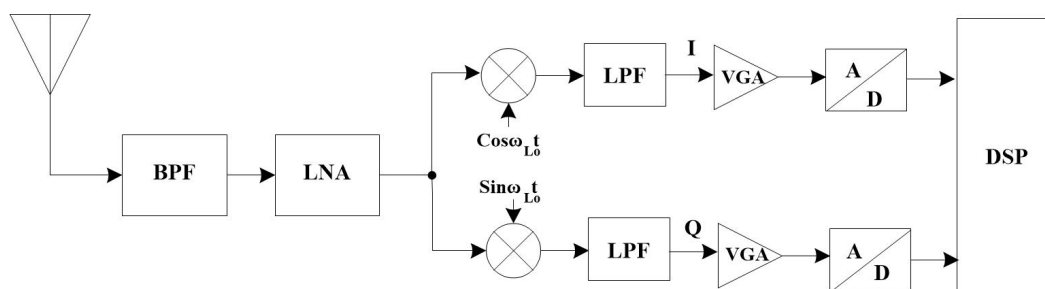 I
LPF
VGA
A
D
Cosω Lo t
BPF
LNA
DSP
Sinω Lo t
Q
LPF
VGA
A
D